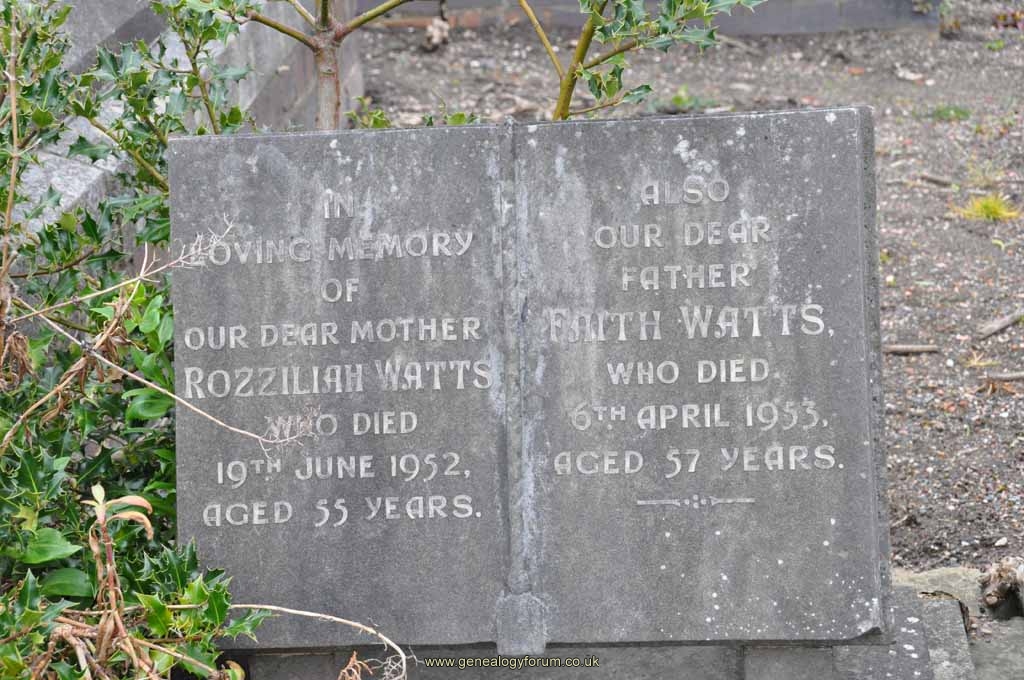 IN
LOVING MEMORY
OF
OUR DEAR MOTHER
ROZZILIAH WATTS
WHO DIED
19TH JUNE 1952,
AGED 55 YEARS.
ALSO
OUR DEAR
FATHER
FAITH WATTS,
WHO DIED.
6TH APRIL 1953,
AGED 57 YEARS.
www.genealogyforum.co.uk